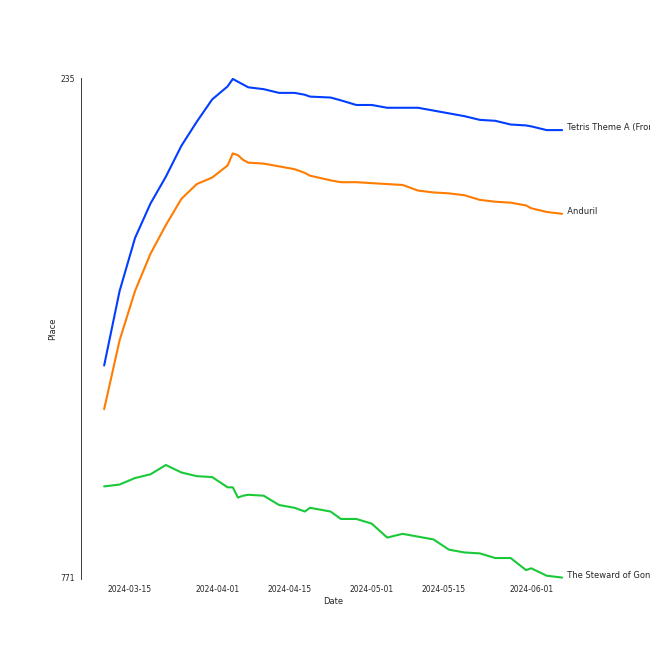 235
Tetris Theme A (Fro
Anduril
Place
The Steward of Gon
771
2024-03-15 2024-04-01 2024-04-15 2024-05-01 2024-05-15 2024-06-01
Date